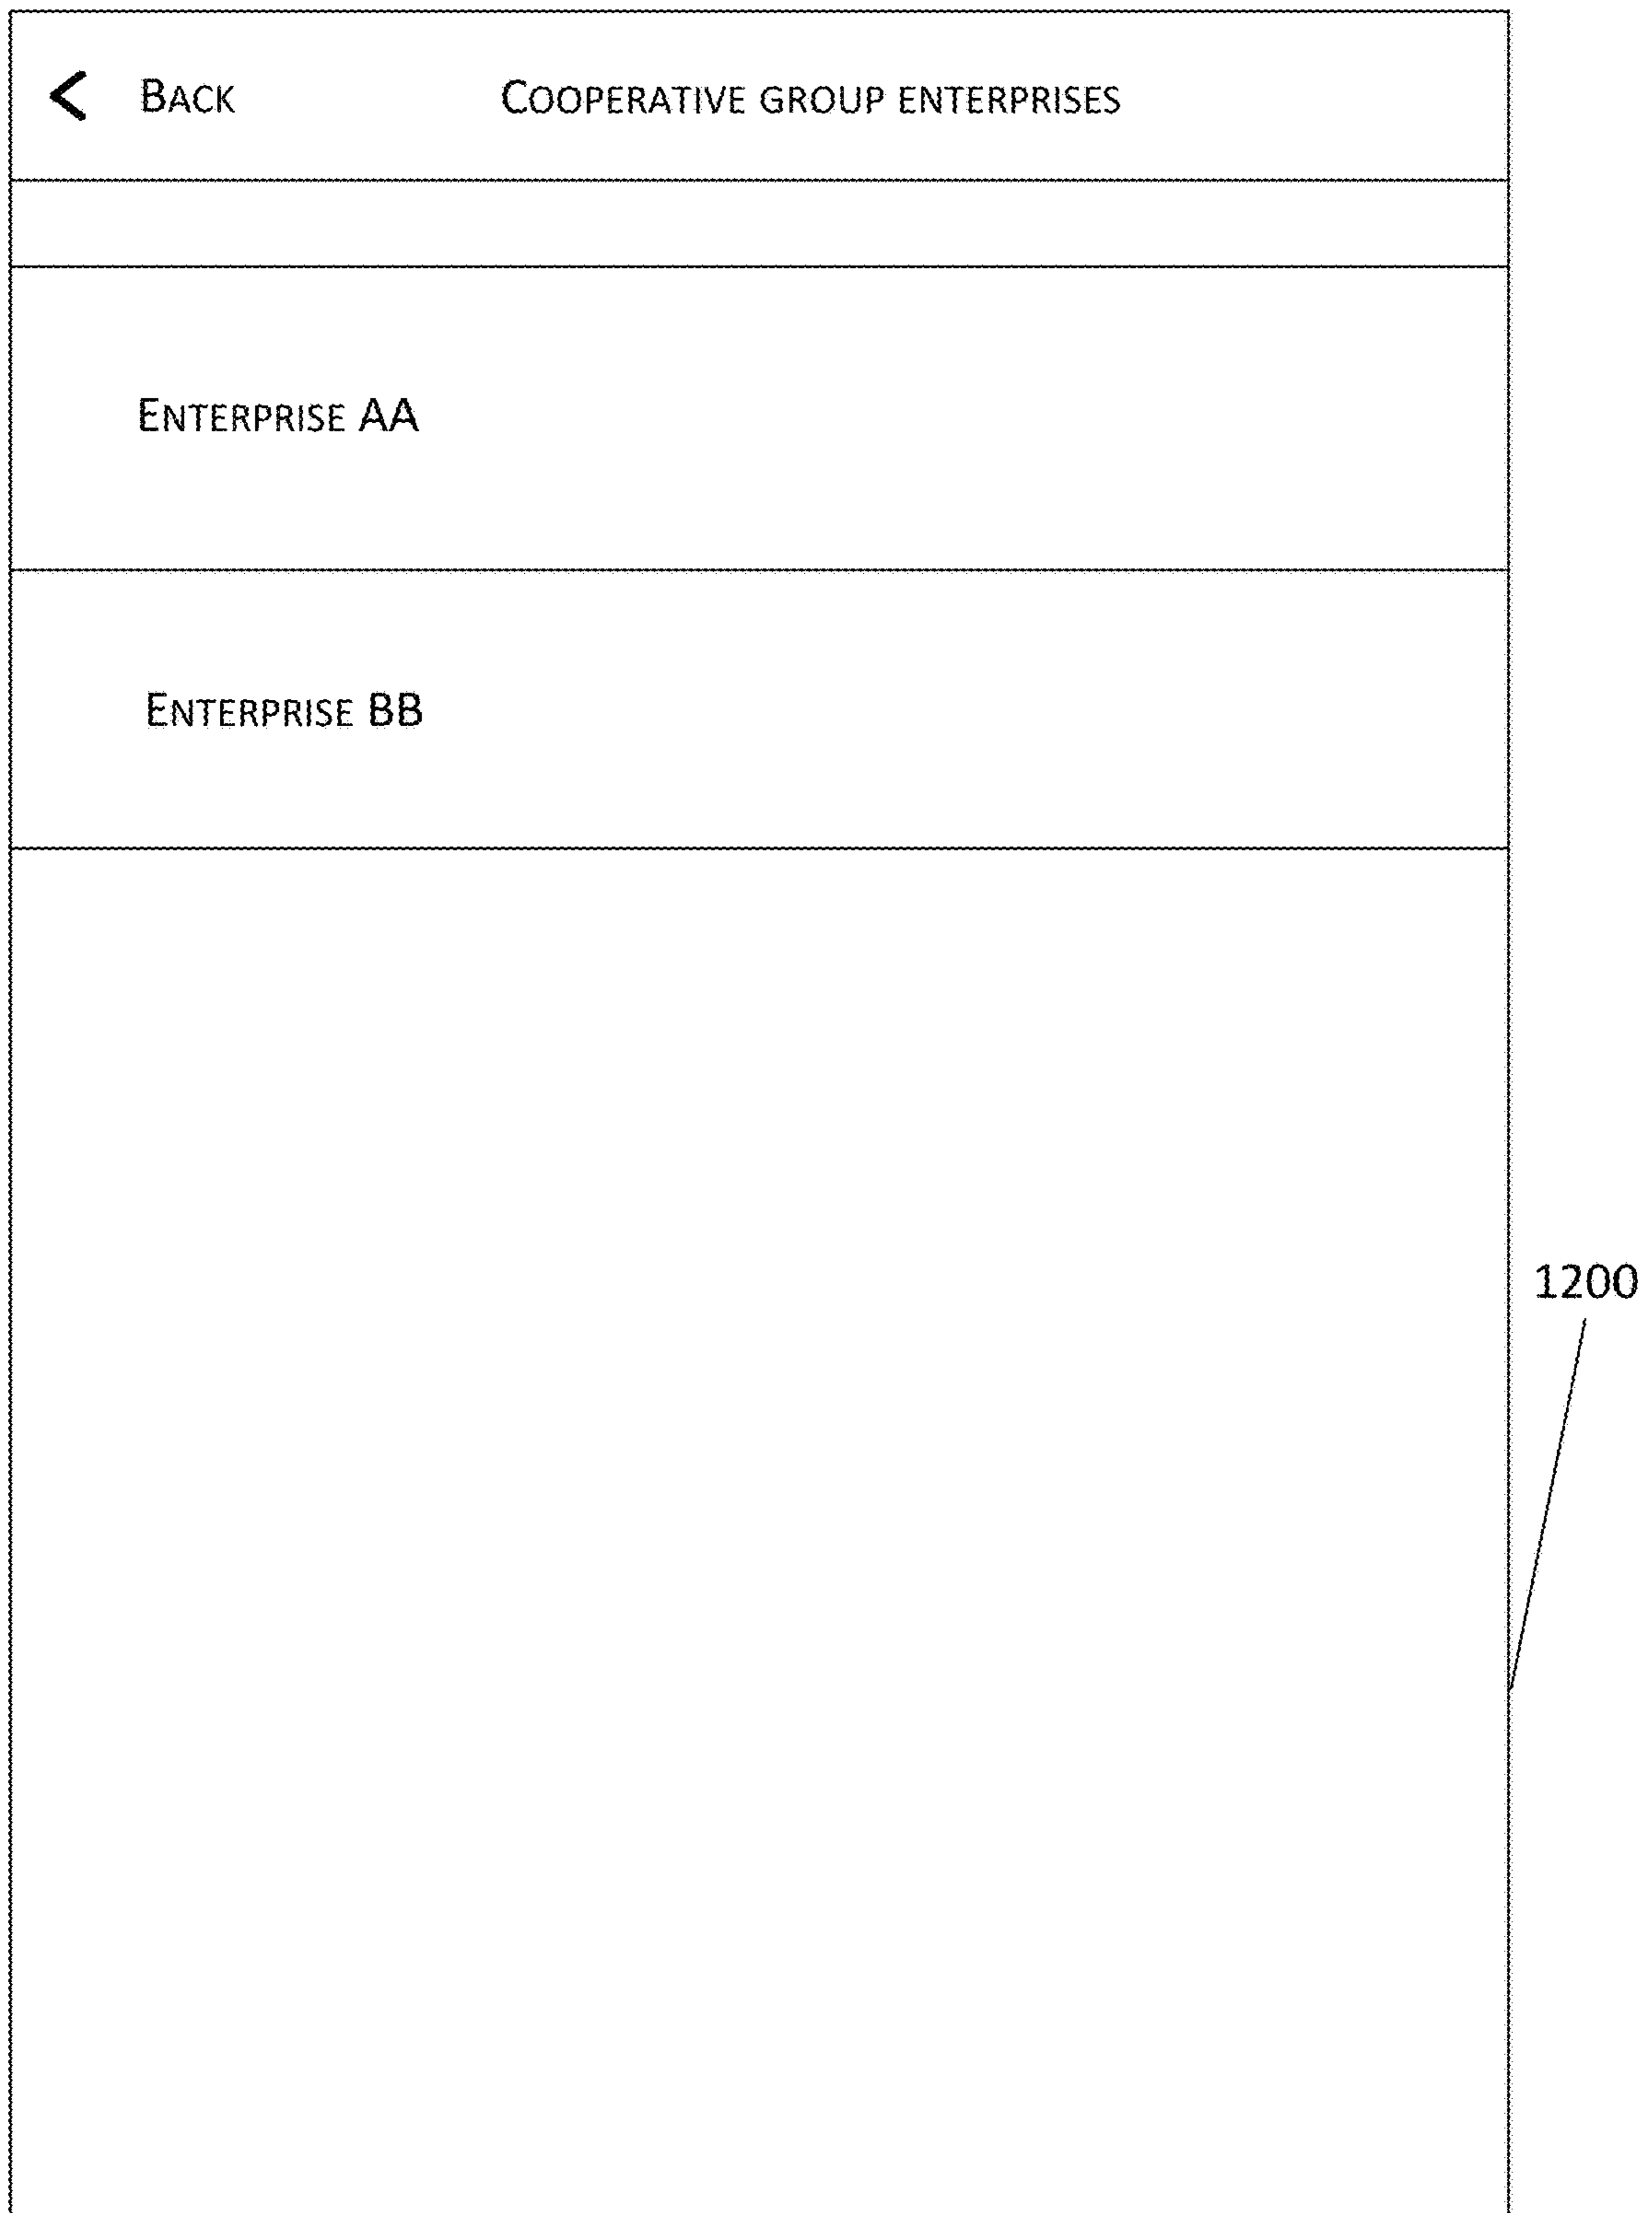 < Back Cooperative group enterprises
Enterprise AA
Enterprise BB
1200